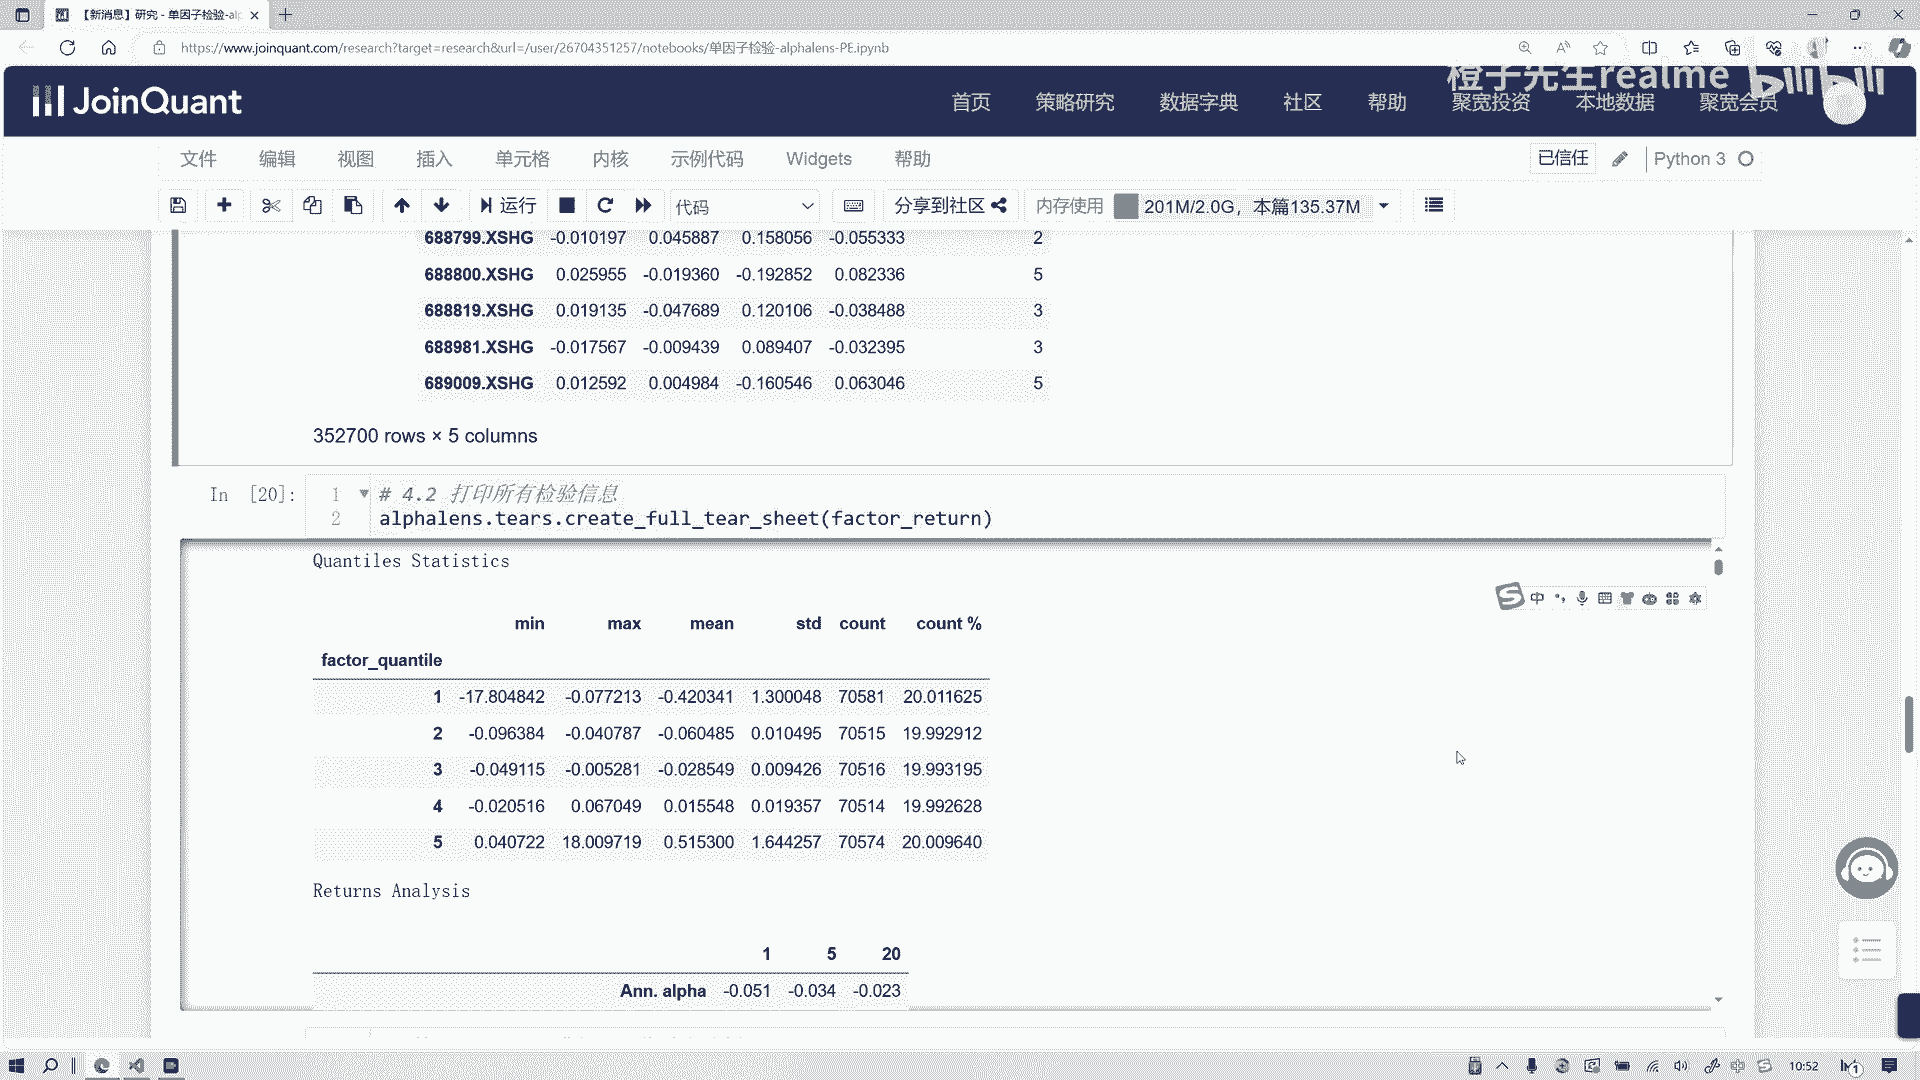 【新消息】研究 - 单因子检验-al
https://www.joinquant.com/research?target=research&url=/user/26704351257/notebooks/单因子检验-alphalens-PE.ipynb
橙子先生realme bilibili
JoinQuant 首页 策略研究 数据字典 社区 帮助 聚宽投资 本地数据 聚宽会员
文件 编辑 视图 插入 单元格 内核 示例代码 Widgets 帮助 已信任 Python 3
运行 代码 分享到社区 内存使用 201M/2.0G，本篇135.37M
688799.XSHG -0.010197 0.045887 0.158056 -0.055333 2
688800.XSHG 0.025955 -0.019360 -0.192852 0.082336 5
688819.XSHG 0.019135 -0.047689 0.120106 -0.038488 3
688981.XSHG -0.017567 -0.009439 0.089407 -0.032395 3
689009.XSHG 0.012592 0.004984 -0.160546 0.063046 5
352700 rows × 5 columns
In [20]: 1 # 4.2 打印所有检验信息
2 alphalens.tears.create_full_tear_sheet(factor_return)
Quantiles Statistics
中
min max mean std count count %
factor_quantile
1 -17.804842 -0.077213 -0.420341 1.300048 70581 20.011625
2 -0.096384 -0.040787 -0.060485 0.010495 70515 19.992912
3 -0.049115 -0.005281 -0.028549 0.009426 70516 19.993195
4 -0.020516 0.067049 0.015548 0.019357 70514 19.992628
5 0.040722 18.009719 0.515300 1.644257 70574 20.009640
Returns Analysis
1 5 20
Ann. alpha -0.051 -0.034 -0.023
10:52